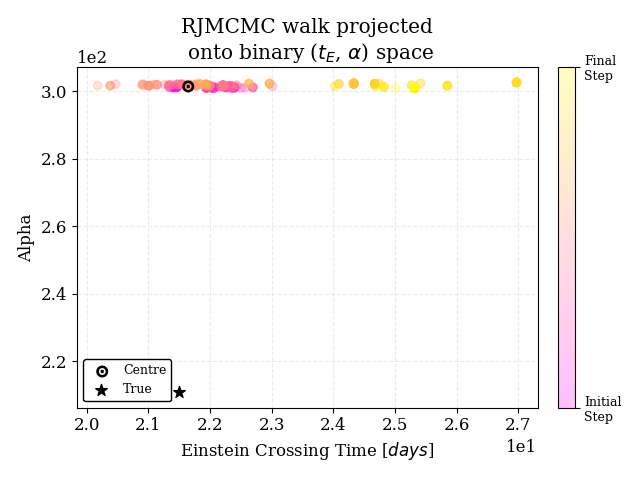 RJMCMC walk projected
onto binary (t_E, α) space
1e2
3.0
2.8
2.6
2.4
2.2
Alpha
Centre
True
2.0
2.1
2.2
2.3
2.4
2.5
2.6
2.7
1e1
Einstein Crossing Time [days]
Final
Step
Initial
Step